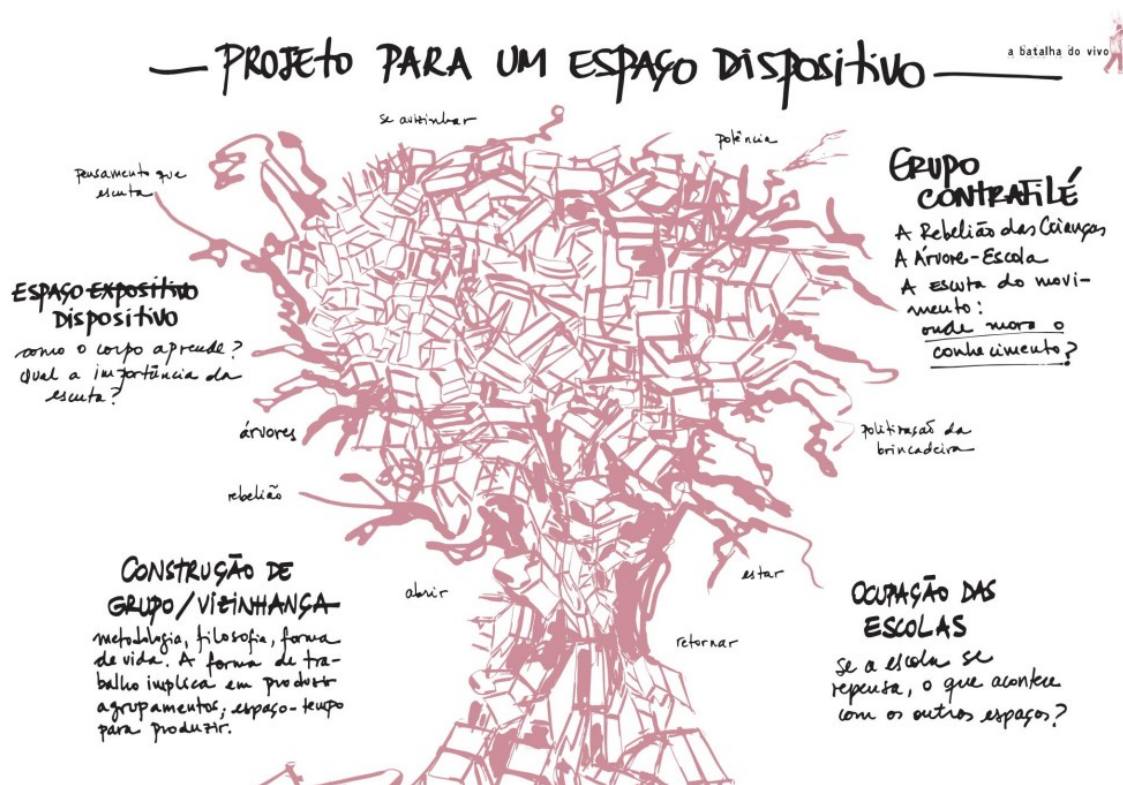 PROJETO PARA UM ESPAÇO DISPOSITIVO
a batalha do vivo
se avizinhar
potência
pensamento que
escuta
GRUPO
CONTRAFILÉ
A Rebelião das Crianças
A Árvore-Escola
A escuta do movi-
mento:
onde mora o
conhecimento?
ESPAÇO EXPOSITIVO
DISPOSITIVO
como o corpo aprende?
Qual a importância da
escuta?
árvores
politização da
brincadeira
rebelião
CONSTRUÇÃO DE
GRUPO/VIZINHANÇA
metodologia, filosofia, forma
de vida. A forma de tra-
balho implica em produzir
agrupamentos; espaço-tempo
para produzir.
abrir
estar
retornar
OCUPAÇÃO DAS
ESCOLAS
se a escola se
repensa, o que acontece
com os outros espaços?